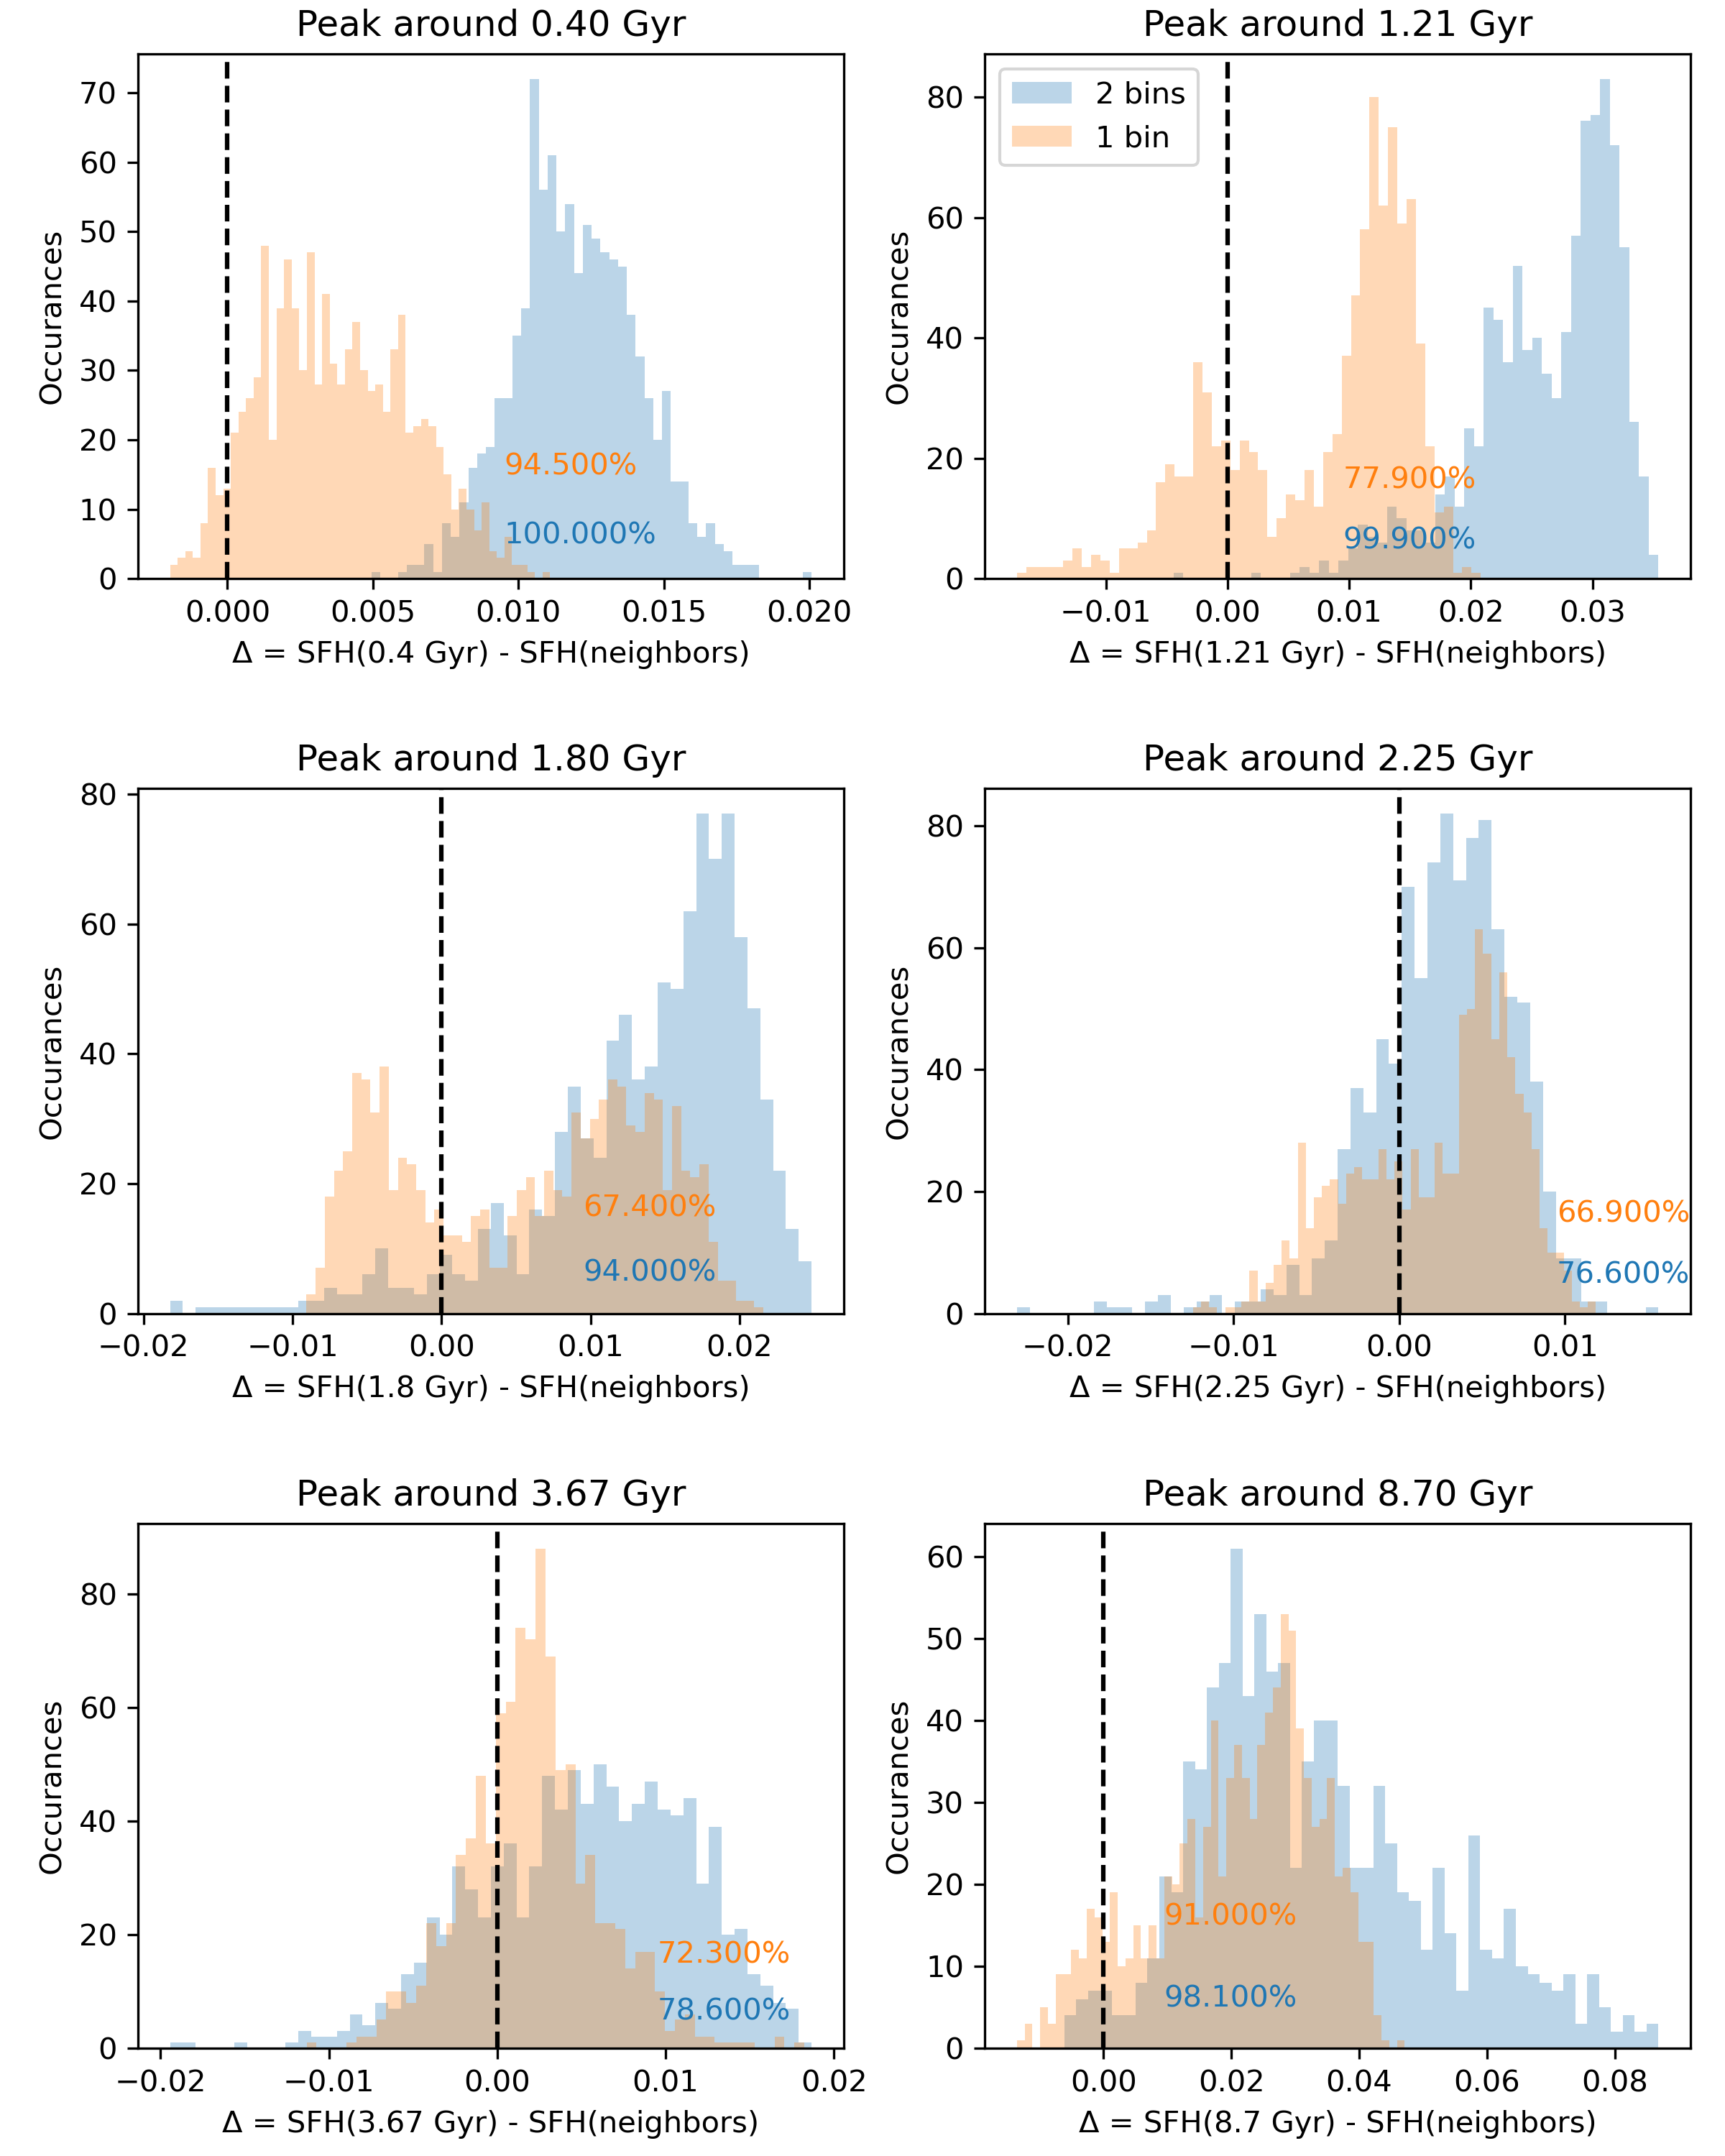 Peak around 0.40 Gyr
70
60
50
40
30
20
10
0
Occurances
94.500%
100.000%
0.000 0.005 0.010 0.015 0.020
Δ = SFH(0.4 Gyr) - SFH(neighbors)
Peak around 1.21 Gyr
2 bins
1 bin
80
60
40
20
0
Occurances
77.900%
99.900%
−0.01 0.00 0.01 0.02 0.03
Δ = SFH(1.21 Gyr) - SFH(neighbors)
Peak around 1.80 Gyr
80
60
40
20
0
Occurances
67.400%
94.000%
−0.02 −0.01 0.00 0.01 0.02
Δ = SFH(1.8 Gyr) - SFH(neighbors)
Peak around 2.25 Gyr
80
60
40
20
0
Occurances
66.900%
76.600%
−0.02 −0.01 0.00 0.01
Δ = SFH(2.25 Gyr) - SFH(neighbors)
Peak around 3.67 Gyr
80
60
40
20
0
Occurances
72.300%
78.600%
−0.02 −0.01 0.00 0.01 0.02
Δ = SFH(3.67 Gyr) - SFH(neighbors)
Peak around 8.70 Gyr
60
50
40
30
20
10
0
Occurances
91.000%
98.100%
0.00 0.02 0.04 0.06 0.08
Δ = SFH(8.7 Gyr) - SFH(neighbors)